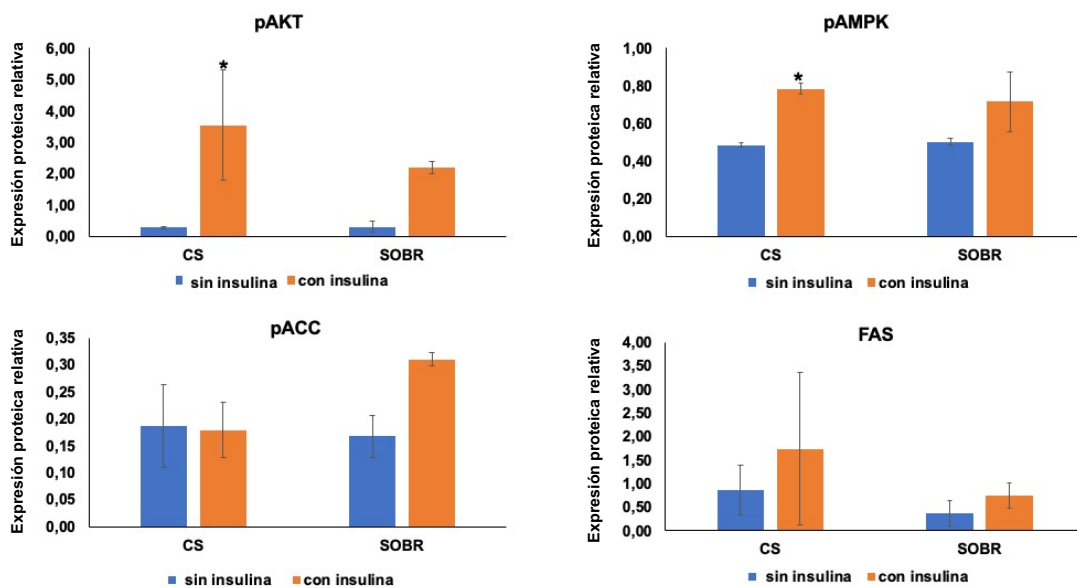 pAKT
Expresión proteica relativa
6,00
5,00
4,00
3,00
2,00
1,00
0,00
*
CS SOBR
sin insulina con insulina
pAMPK
Expresión proteica relativa
1,00
0,80
0,60
0,40
0,20
0,00
*
CS SOBR
sin insulina con insulina
pACC
Expresión proteica relativa
0,35
0,30
0,25
0,20
0,15
0,10
0,05
0,00
CS SOBR
sin insulina con insulina
FAS
Expresión proteica relativa
4,00
3,50
3,00
2,50
2,00
1,50
1,00
0,50
0,00
CS SOBR
sin insulina con insulina